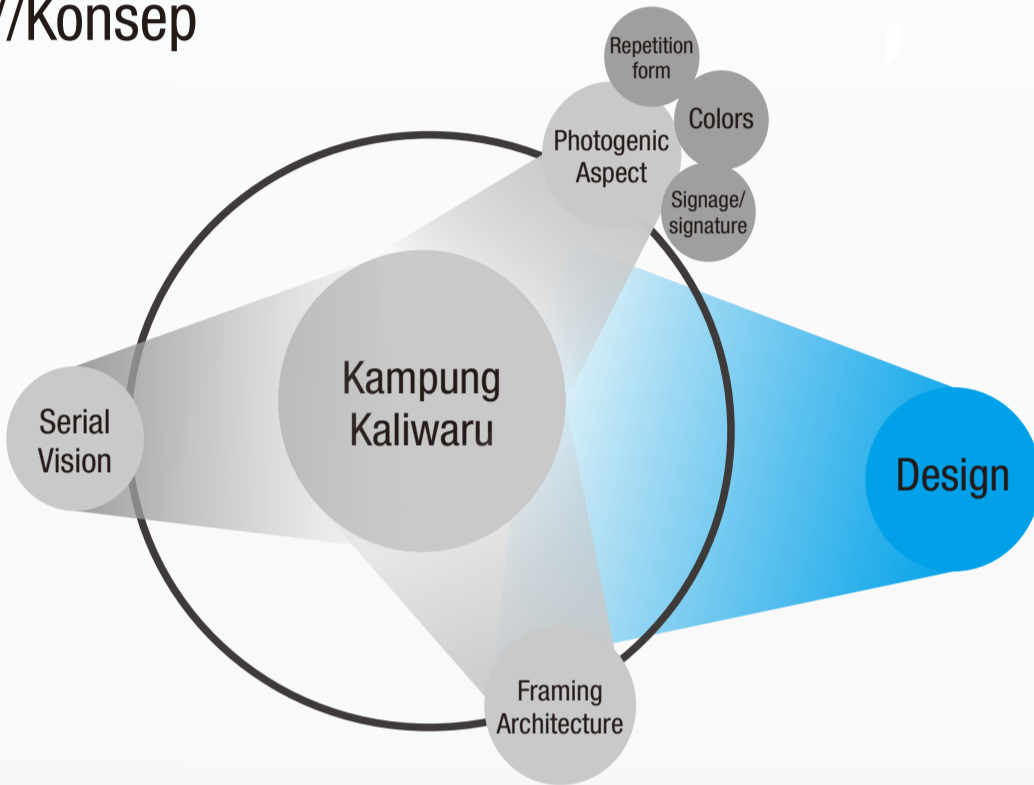 //Konsep
Repetition
form
Colors
Photogenic
Aspect
Signage/
signature
Kampung
Kaliwaru
Serial
Vision
Design
Framing
Architecture